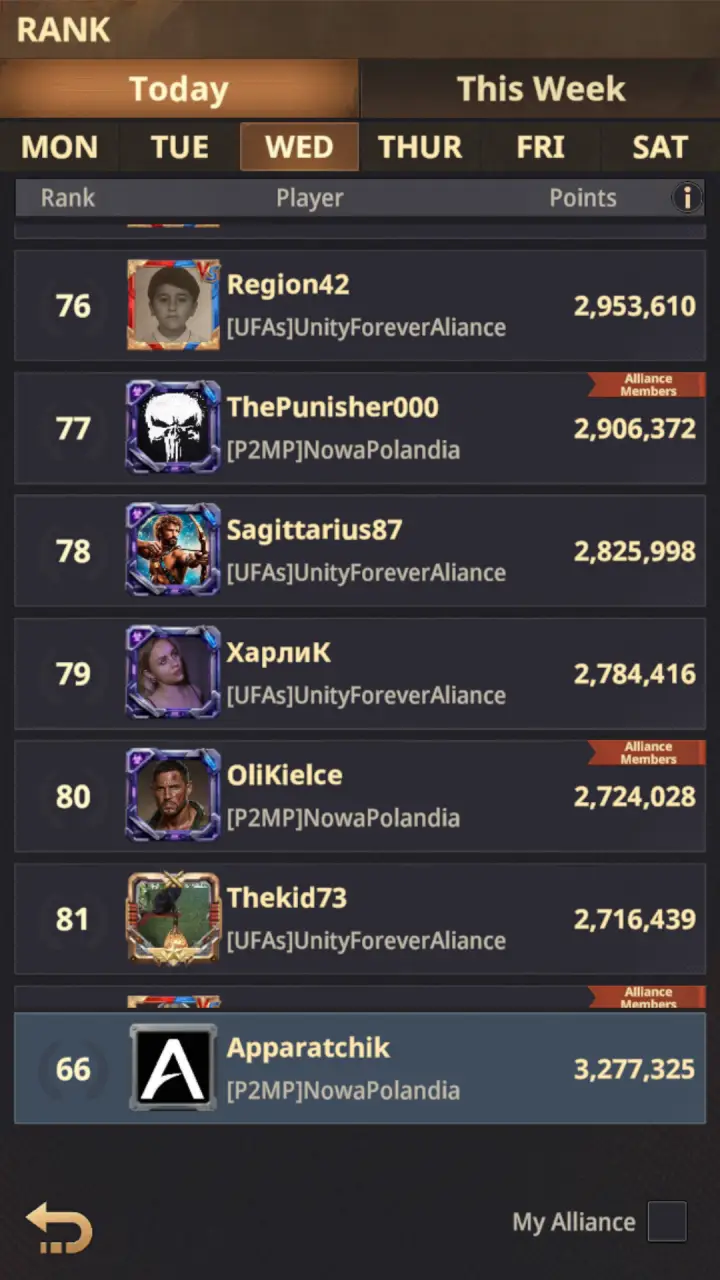 RANK
Today
This Week
MON
TUE
WED
THUR
FRI
SAT
Rank
Player
Points
76
Region42
[UFAs]UnityForeverAliance
2,953,610
VS
77
ThePunisher000
[P2MP]NowaPolandia
Alliance
Members
2,906,372
78
Sagittarius87
[UFAs]UnityForeverAliance
2,825,998
79
ХарлиК
[UFAs]UnityForeverAliance
2,784,416
80
OliKielce
[P2MP]NowaPolandia
Alliance
Members
2,724,028
81
Thekid73
[UFAs]UnityForeverAliance
2,716,439
Alliance
Members
66
Apparatchik
[P2MP]NowaPolandia
3,277,325
My Alliance